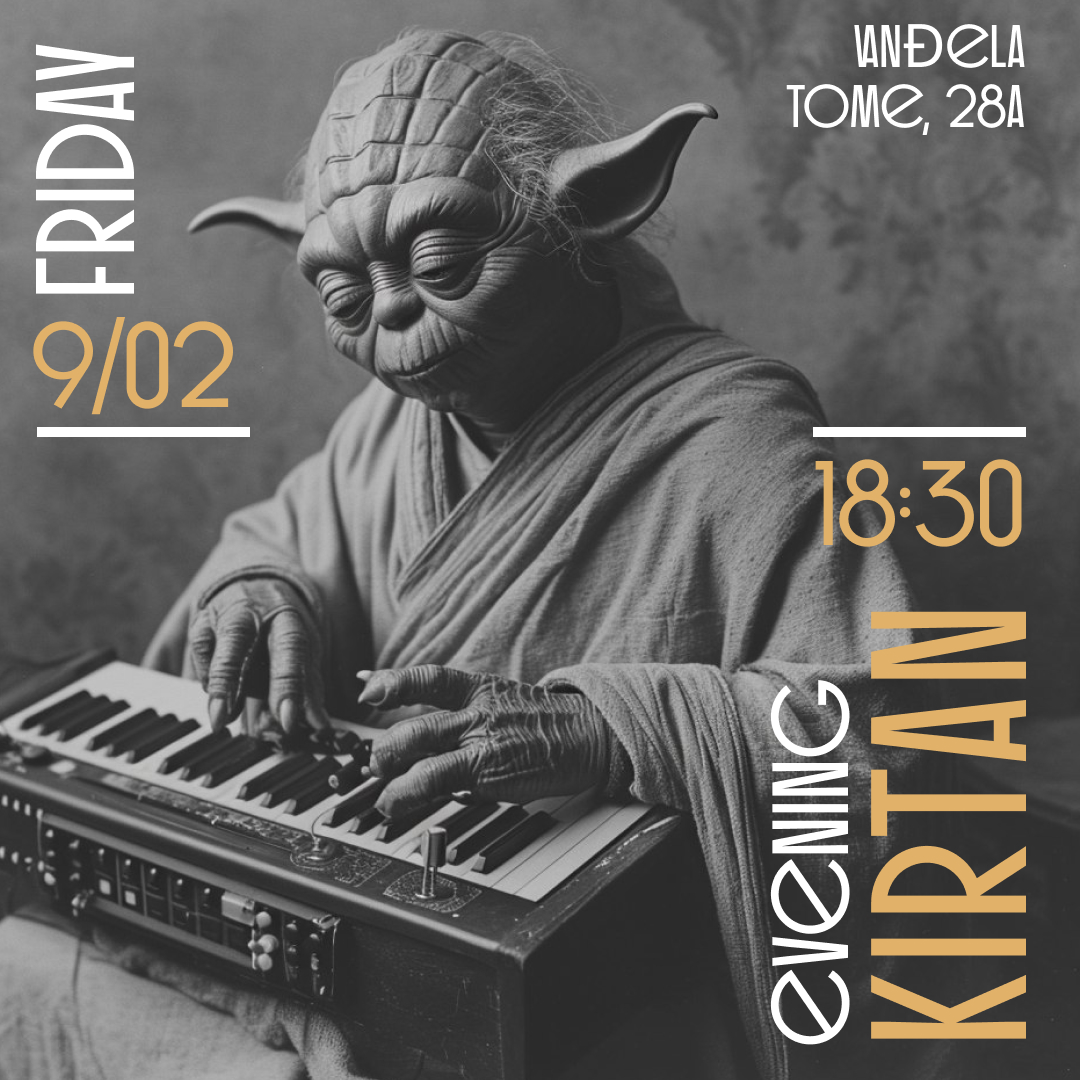 FRIDAY
9/02
VANĐELA
TOME, 28A
18:30
EVENING
KIRTAN